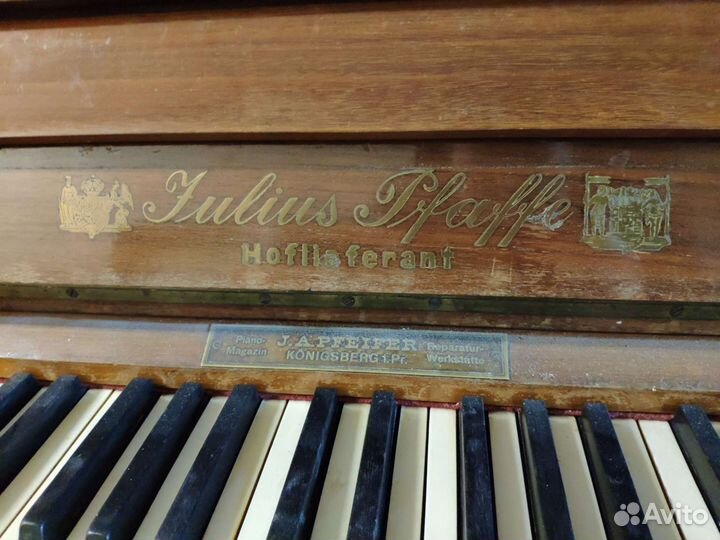 Julius Pfaffe
Hoflieferant
Piano-
Magazin
J. A. PFEIFER
KÖNIGSBERG i. Pr.
Reparatur-
Werkstätte
Avito